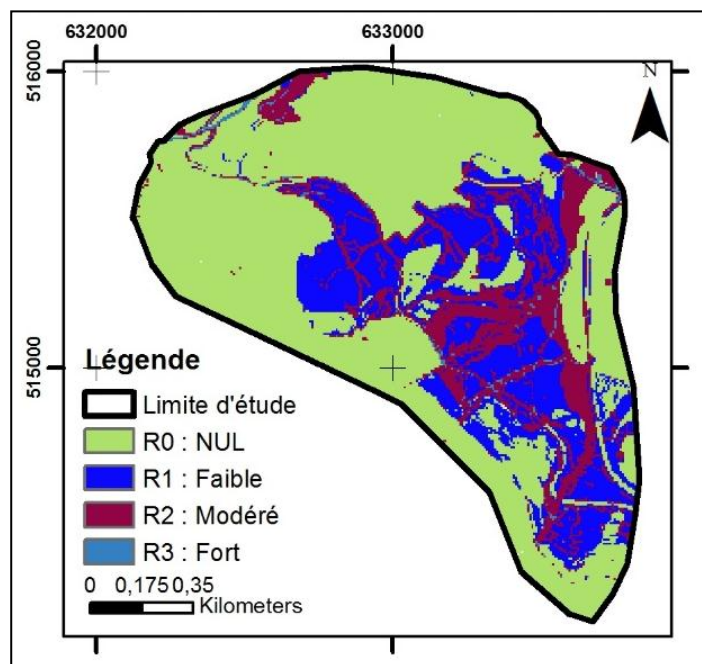 632000 633000
516000
N
515000
Légende
Limite d'étude
R0 : NUL
R1 : Faible
R2 : Modéré
R3 : Fort
0 0,175 0,35
Kilometers